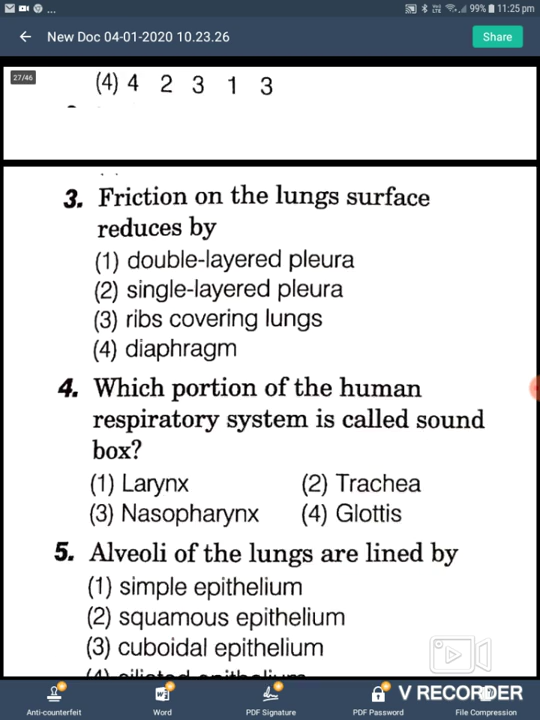 99% 11:25 pm
New Doc 04-01-2020 10.23.26
Share
27/46
(4) 4 2 3 1 3
3. Friction on the lungs surface
reduces by
(1) double-layered pleura
(2) single-layered pleura
(3) ribs covering lungs
(4) diaphragm
4. Which portion of the human
respiratory system is called sound
box?
(1) Larynx (2) Trachea
(3) Nasopharynx (4) Glottis
5. Alveoli of the lungs are lined by
(1) simple epithelium
(2) squamous epithelium
(3) cuboidal epithelium
(4) ciliated epithelium
V RECORDER
Anti-counterfeit Word PDF Signature PDF Password File Compression